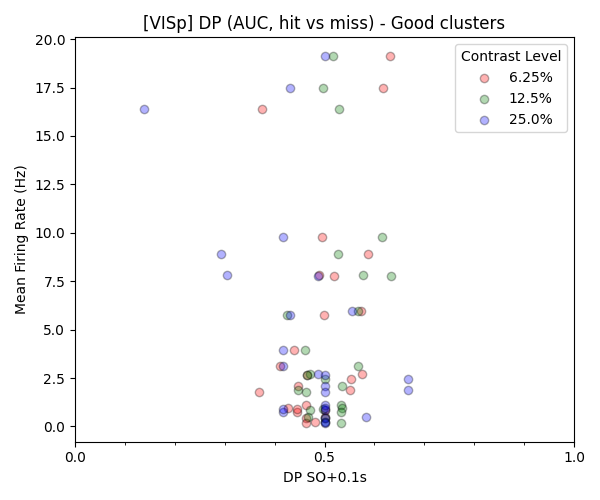 [VISp] DP (AUC, hit vs miss) - Good clusters
Mean Firing Rate (Hz)
20.0
17.5
15.0
12.5
10.0
7.5
5.0
2.5
0.0
Contrast Level
6.25%
12.5%
25.0%
0.0 0.5 1.0
DP SO+0.1s